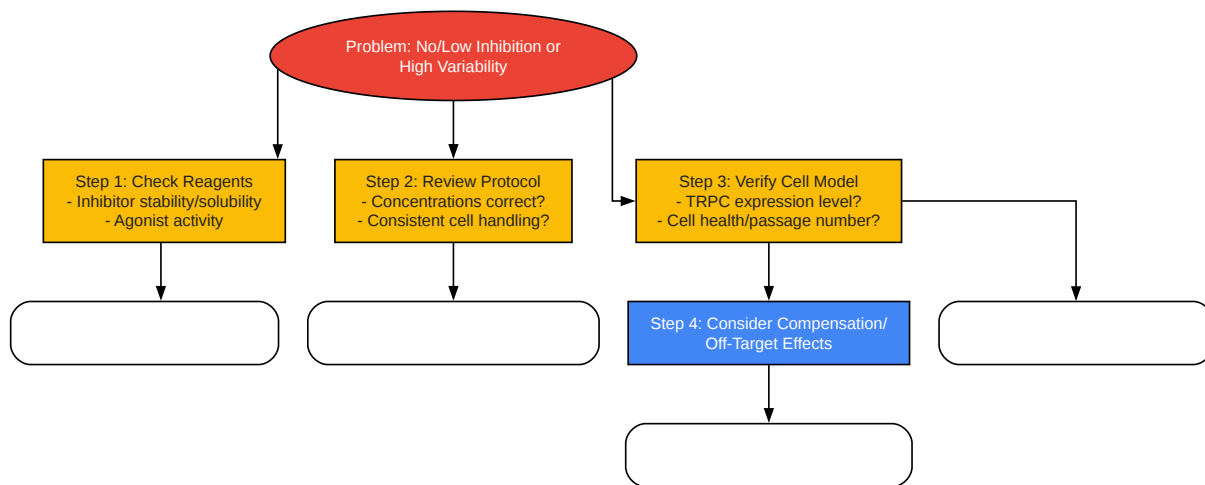 Problem: No/Low Inhibition or
High Variability
Step 1: Check Reagents
- Inhibitor stability/solubility
- Agonist activity
Step 2: Review Protocol
- Concentrations correct?
- Consistent cell handling?
Step 3: Verify Cell Model
- TRPC expression level?
- Cell health/passage number?
Step 4: Consider Compensation/
Off-Target Effects